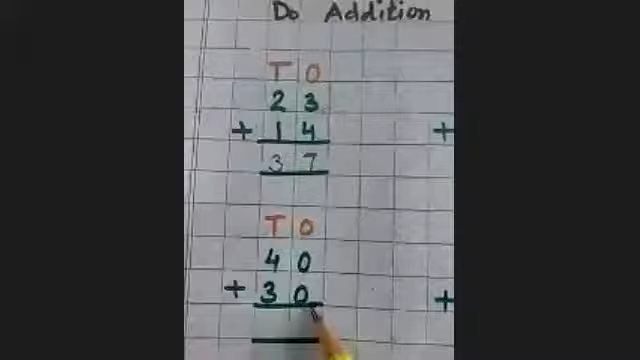 Do Addition
T O
2 3
+ 1 4
3 7
T O
4 0
+ 3 0
+
+